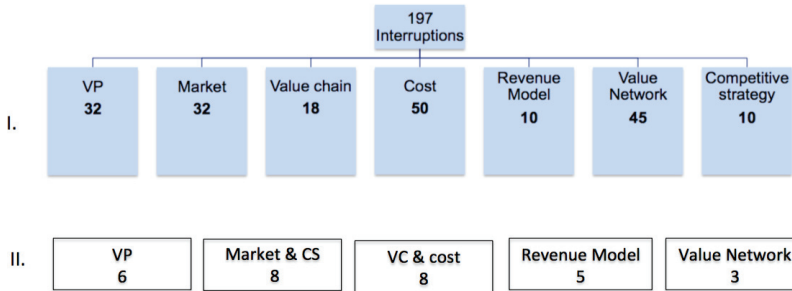 197
Interruptions
I.
VP
32
Market
32
Value chain
18
Cost
50
Revenue
Model
10
Value
Network
45
Competitive
strategy
10
II.
VP
6
Market & CS
8
VC & cost
8
Revenue Model
5
Value Network
3